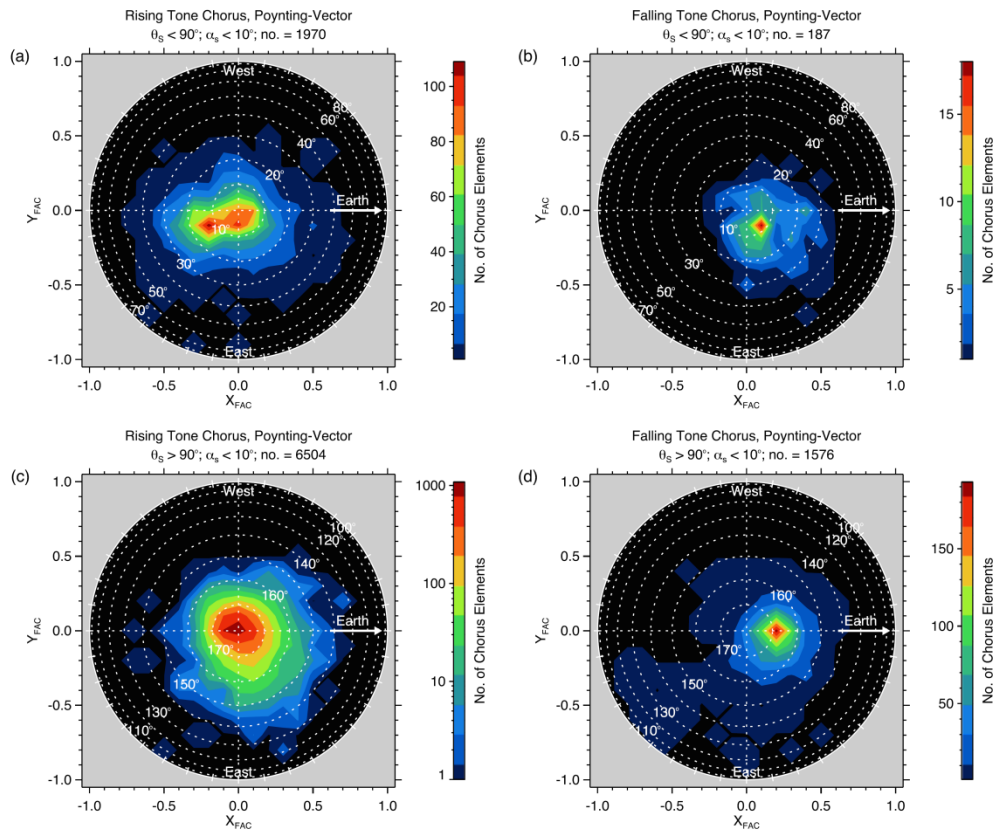 Rising Tone Chorus, Poynting-Vector
θS < 90°; αs < 10°; no. = 1970
(a)
1.0
0.5
0.0
-0.5
-1.0
YFAC
-1.0 -0.5 0.0 0.5 1.0
XFAC
West
80°
60°
40°
20°
Earth
10°
30°
50°
70°
East
100
80
60
40
20
No. of Chorus Elements
Falling Tone Chorus, Poynting-Vector
θS < 90°; αs < 10°; no. = 187
(b)
1.0
0.5
0.0
-0.5
-1.0
YFAC
-1.0 -0.5 0.0 0.5 1.0
XFAC
West
80°
60°
40°
20°
Earth
10°
30°
50°
70°
East
15
10
5
No. of Chorus Elements
Rising Tone Chorus, Poynting-Vector
θS > 90°; αs < 10°; no. = 6504
(c)
1.0
0.5
0.0
-0.5
-1.0
YFAC
-1.0 -0.5 0.0 0.5 1.0
XFAC
West
100°
120°
140°
160°
Earth
170°
150°
130°
110°
East
1000
100
10
1
No. of Chorus Elements
Falling Tone Chorus, Poynting-Vector
θS > 90°; αs < 10°; no. = 1576
(d)
1.0
0.5
0.0
-0.5
-1.0
YFAC
-1.0 -0.5 0.0 0.5 1.0
XFAC
West
100°
120°
140°
160°
Earth
170°
150°
130°
110°
East
150
100
50
No. of Chorus Elements